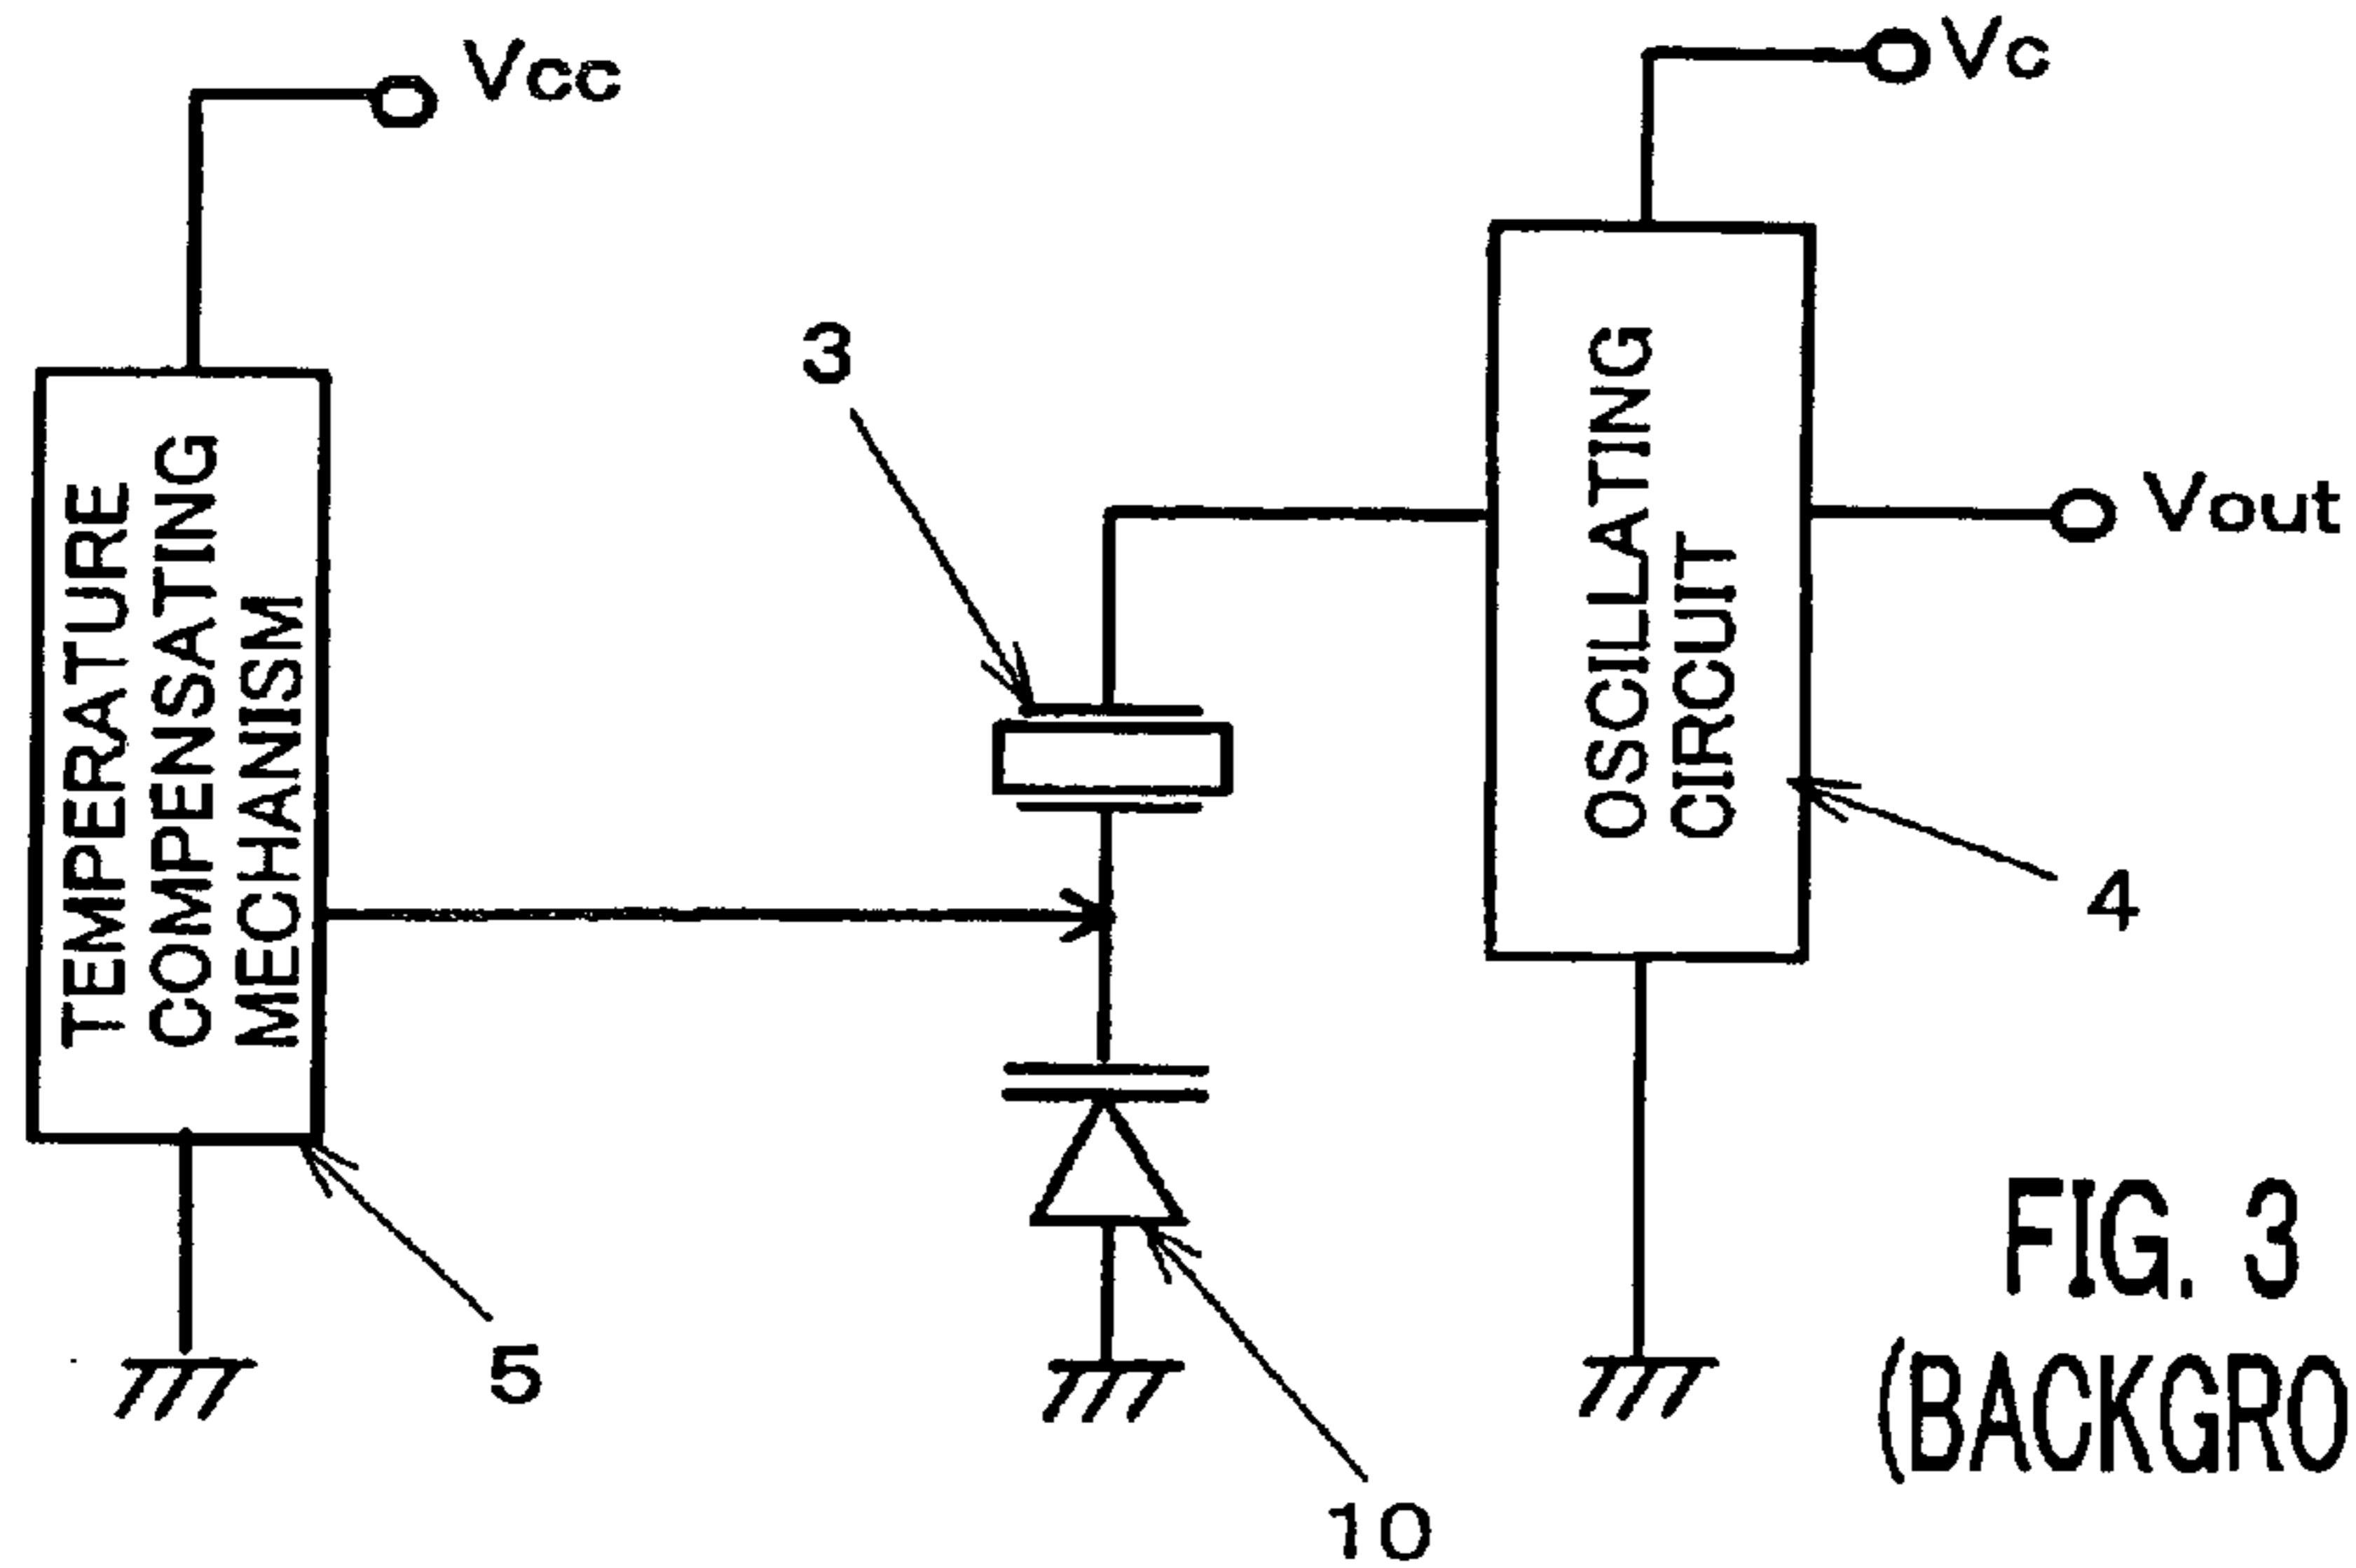 Vcc
Vc
3
TEMPERATURE
COMPENSATING
MECHANISM
OSCILLATING
CIRCUIT
Vout
4
5
10
FIG. 3
(BACKGRO